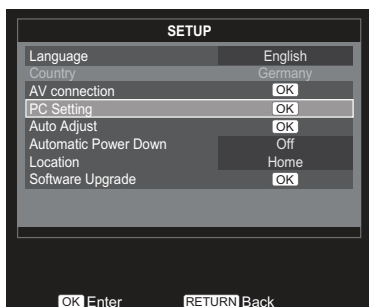 SETUP
Language English
Country Germany
AV connection OK
PC Setting OK
Auto Adjust OK
Automatic Power Down Off
Location Home
Software Upgrade OK
OK Enter RETURN Back